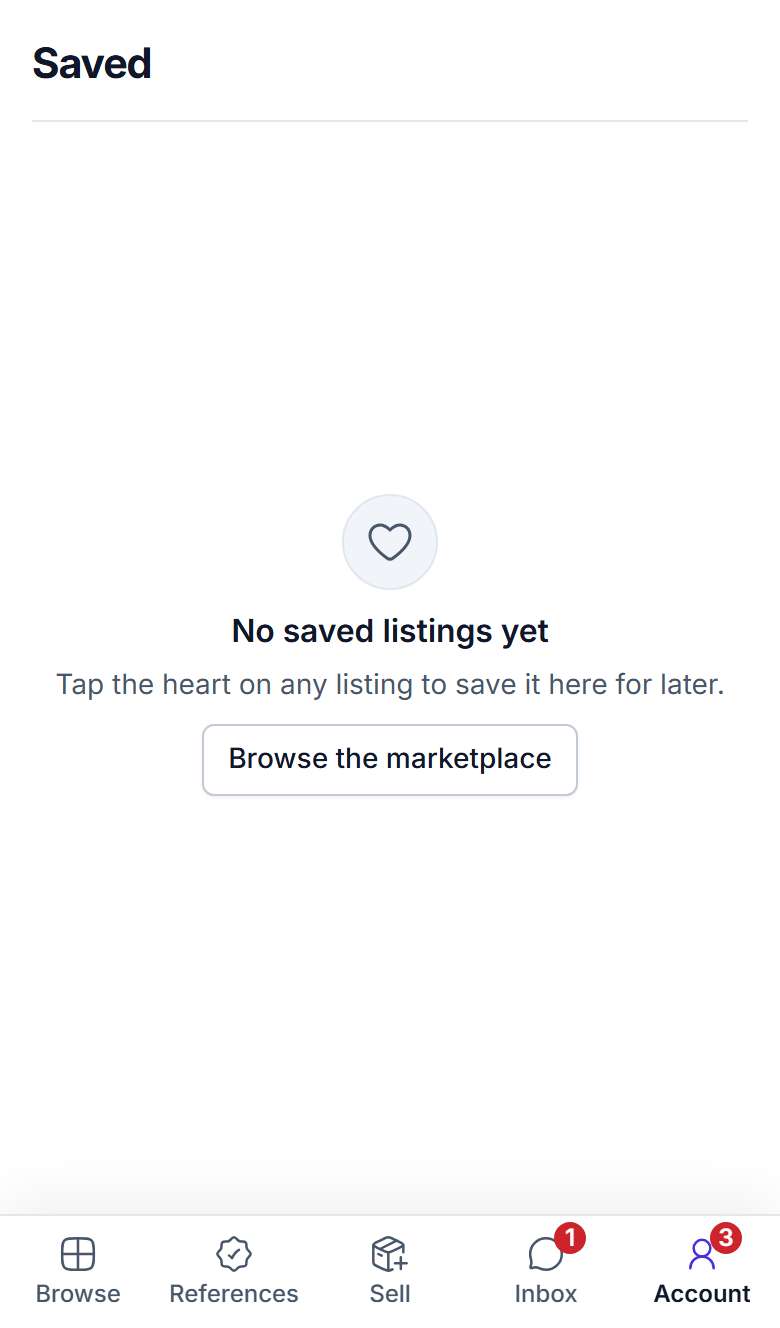 Saved
No saved listings yet
Tap the heart on any listing to save it here for later.
Browse the marketplace
1
3
Browse
References
Sell
Inbox
Account